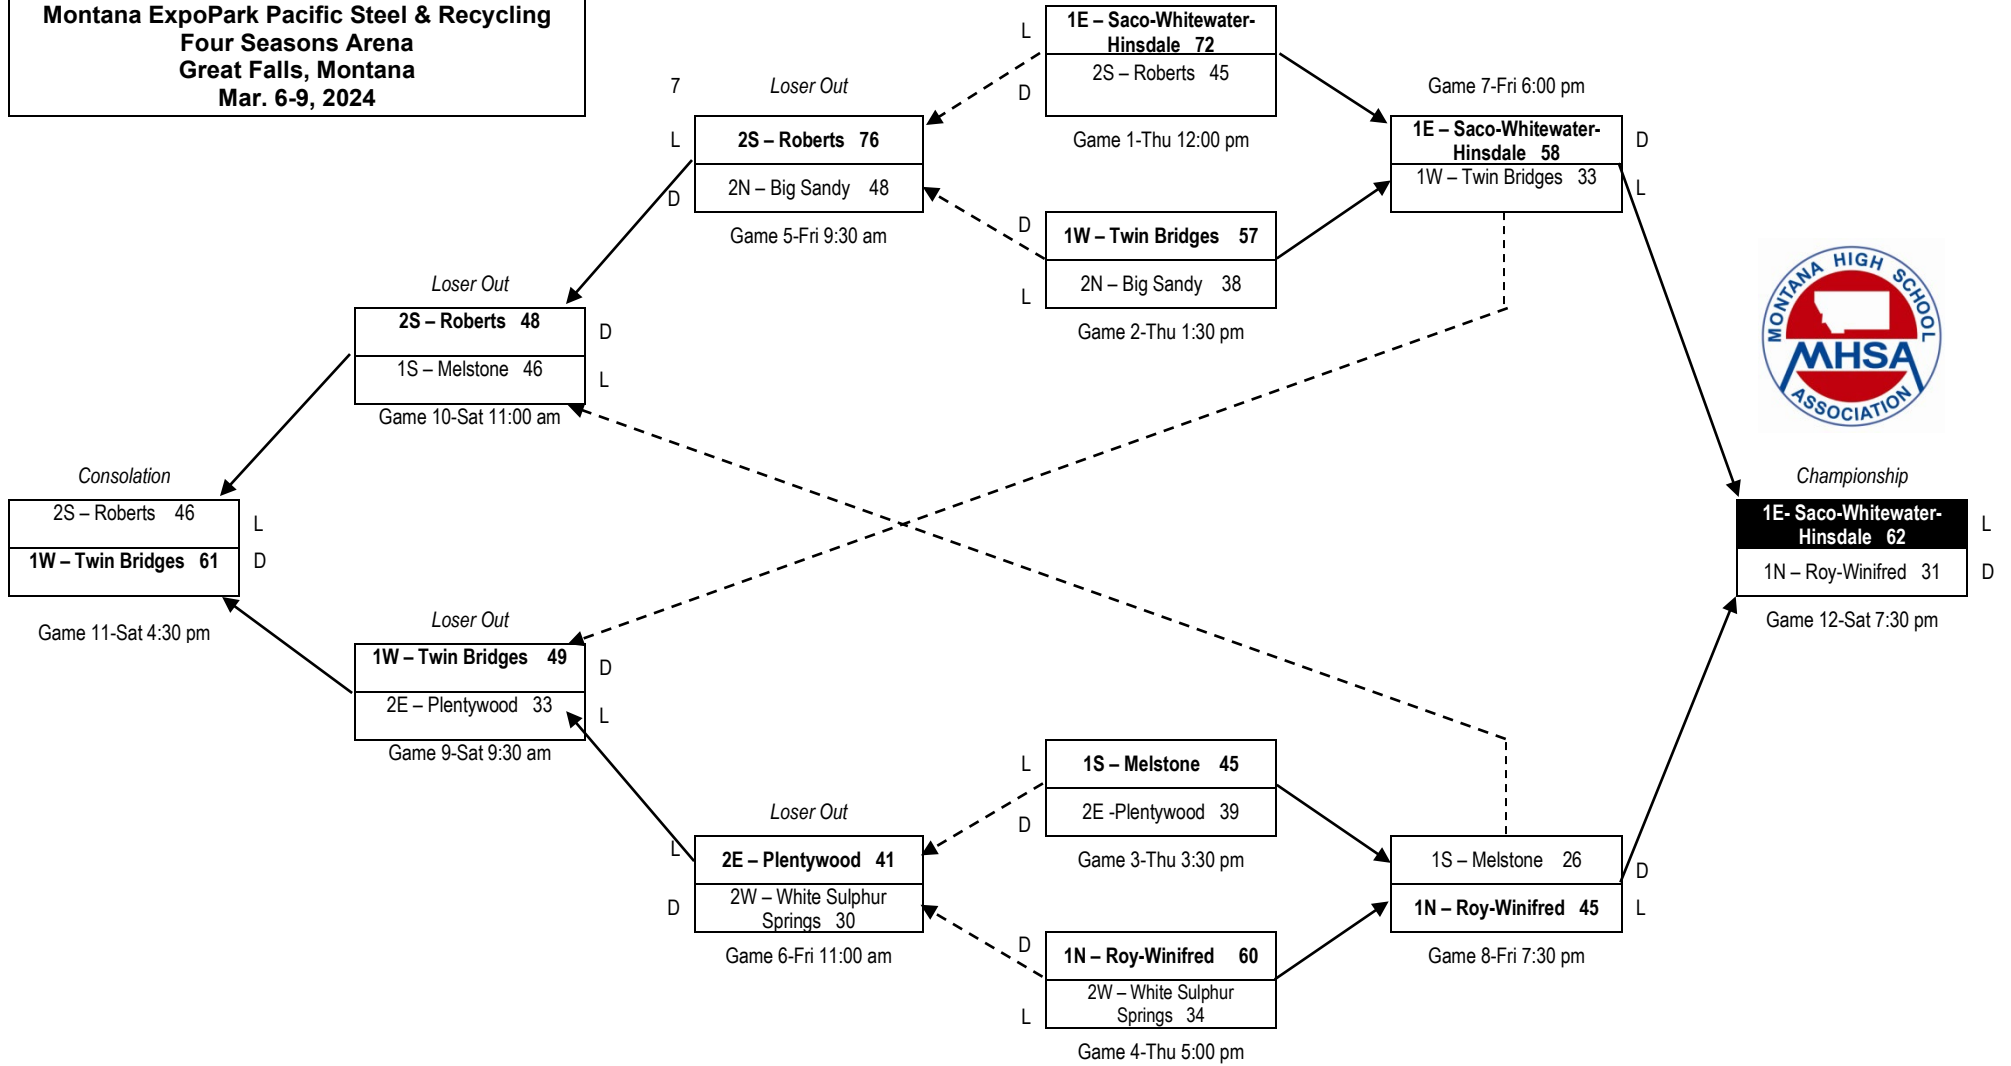 Montana ExpoPark Pacific Steel & Recycling
Four Seasons Arena
Great Falls, Montana
Mar. 6-9, 2024
L
1E – Saco-Whitewater-
Hinsdale 72
2S – Roberts 45
D
Game 1-Thu 12:00 pm
7
Loser Out
L
2S – Roberts 76
2N – Big Sandy 48
D
Game 5-Fri 9:30 am
Game 7-Fri 6:00 pm
1E – Saco-Whitewater-
Hinsdale 58
D
1W – Twin Bridges 33
L
D
1W – Twin Bridges 57
2N – Big Sandy 38
L
Game 2-Thu 1:30 pm
Loser Out
2S – Roberts 48
D
1S – Melstone 46
L
Game 10-Sat 11:00 am
MONTANA HIGH SCHOOL
MHSA
ASSOCIATION
Consolation
2S – Roberts 46
L
1W – Twin Bridges 61
D
Game 11-Sat 4:30 pm
Championship
1E- Saco-Whitewater-
Hinsdale 62
L
1N – Roy-Winifred 31
D
Game 12-Sat 7:30 pm
Loser Out
1W – Twin Bridges 49
D
2E – Plentywood 33
L
Game 9-Sat 9:30 am
L
1S – Melstone 45
2E -Plentywood 39
D
Game 3-Thu 3:30 pm
Loser Out
L
2E – Plentywood 41
2W – White Sulphur
Springs 30
D
Game 6-Fri 11:00 am
1S – Melstone 26
D
1N – Roy-Winifred 45
L
Game 8-Fri 7:30 pm
D
1N – Roy-Winifred 60
2W – White Sulphur
Springs 34
L
Game 4-Thu 5:00 pm